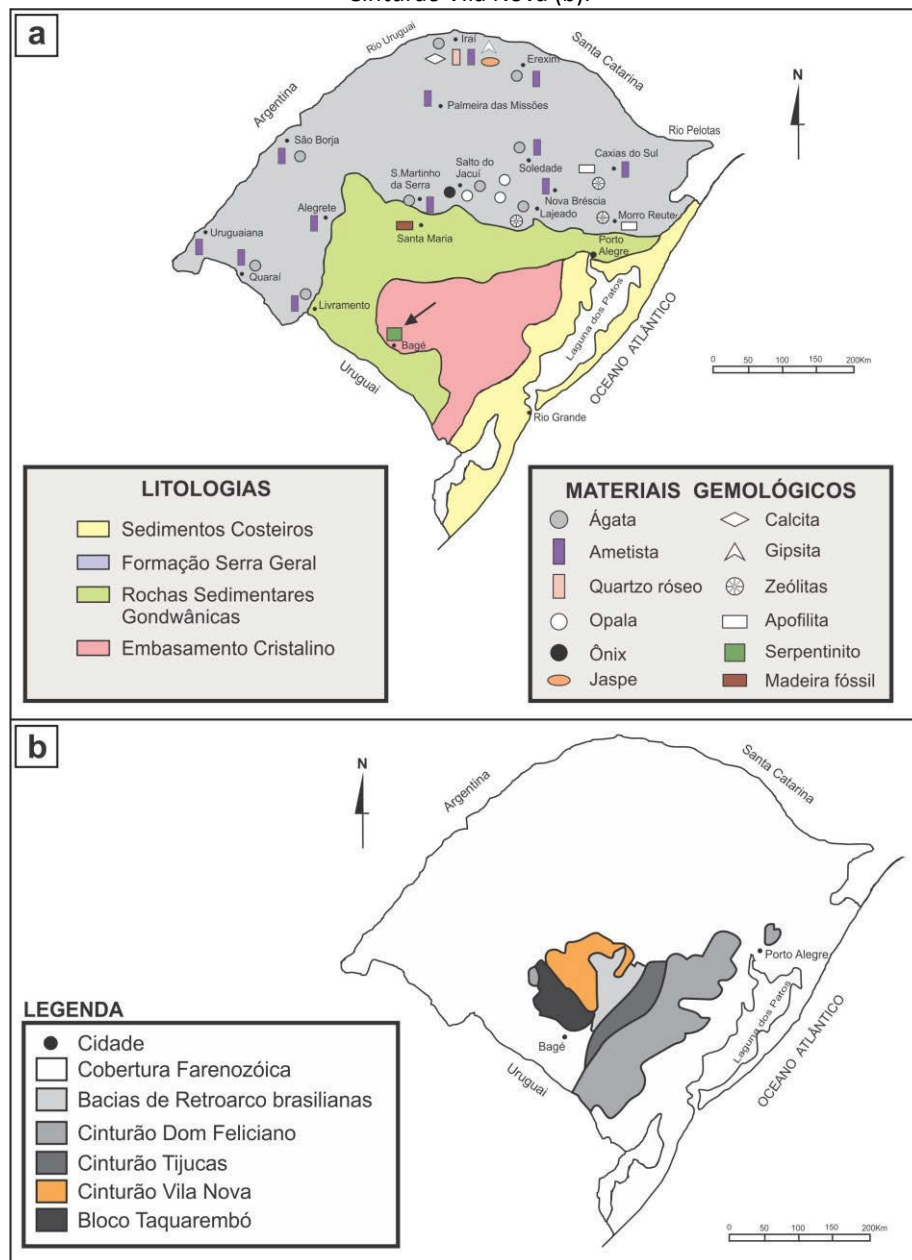 Cinturão Vila Nova (b).
a
Rio Uruguai
Iraí
Santa Catarina
Erexim
N
Argentina
Palmeira das Missões
Rio Pelotas
São Borja
Soledade
Caxias do Sul
Salto do
Jacuí
S.Martinho
da Serra
Nova Bréscia
Lajeado
Morro Reuter
Alegrete
Santa Maria
Uruguaiana
Porto
Alegre
Quaraí
Livramento
Laguna dos Patos
OCEANO ATLÂNTICO
Bagé
Uruguai
0 50 100 200Km
Rio Grande
LITOLOGIAS
Sedimentos Costeiros
Formação Serra Geral
Rochas Sedimentares
Gondwânicas
Embasamento Cristalino
MATERIAIS GEMOLÓGICOS
Ágata
Ametista
Quartzo róseo
Opala
Ônix
Jaspe
Calcita
Gipsita
Zeólitas
Apofilita
Serpentinito
Madeira fóssil
b
N
Santa Catarina
Argentina
Porto Alegre
Laguna dos Patos
OCEANO ATLÂNTICO
Bagé
Uruguai
LEGENDA
Cidade
Cobertura Farenozóica
Bacias de Retroarco brasilianas
Cinturão Dom Feliciano
Cinturão Tijucas
Cinturão Vila Nova
Bloco Taquarembó
0 50 100 200Km